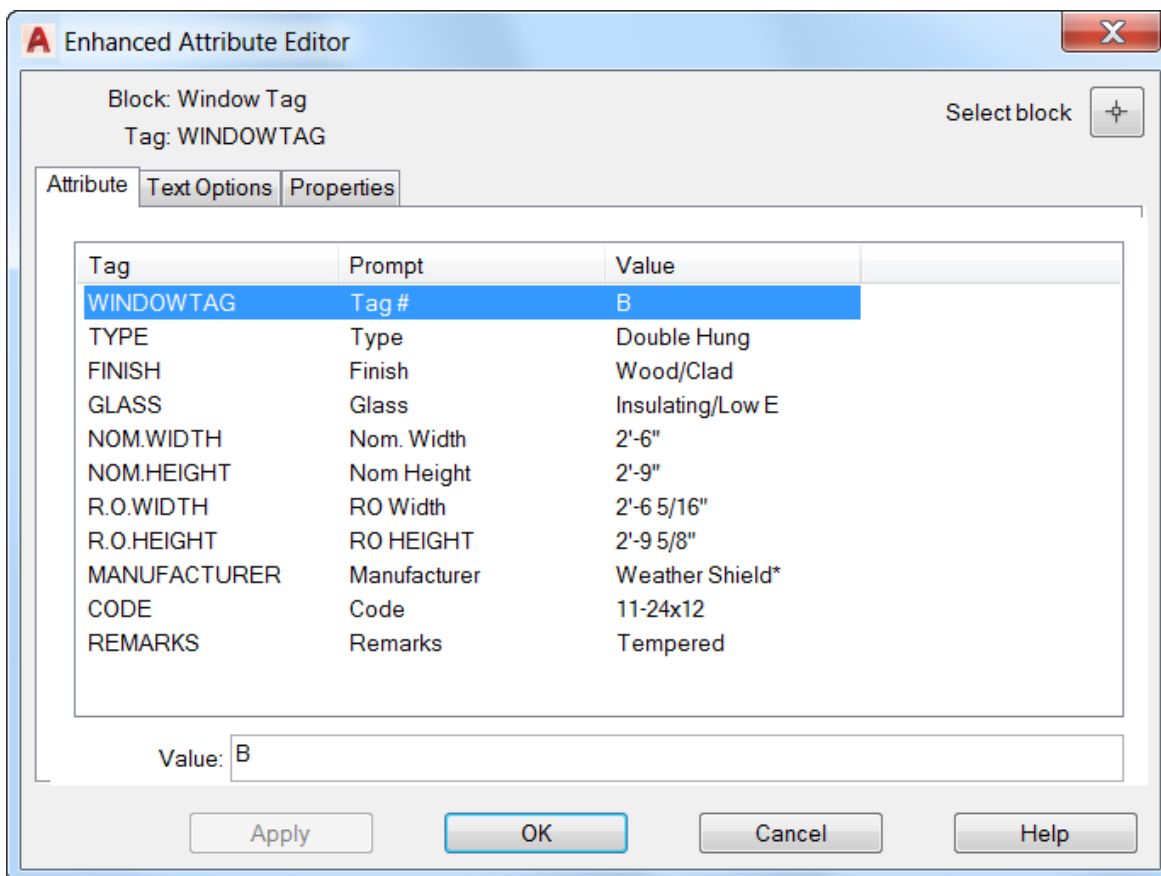 Enhanced Attribute Editor
Block: Window Tag
Select block
Tag: WINDOWTAG
Attribute Text Options Properties
Tag Prompt Value
WINDOWTAG Tag # B
TYPE Type Double Hung
FINISH Finish Wood/Clad
GLASS Glass Insulating/Low E
NOM.WIDTH Nom. Width 2'-6"
NOM.HEIGHT Nom Height 2'-9"
R.O.WIDTH RO Width 2'-6 5/16"
R.O.HEIGHT RO HEIGHT 2'-9 5/8"
MANUFACTURER Manufacturer Weather Shield*
CODE Code 11-24x12
REMARKS Remarks Tempered
Value: B
Apply OK Cancel Help